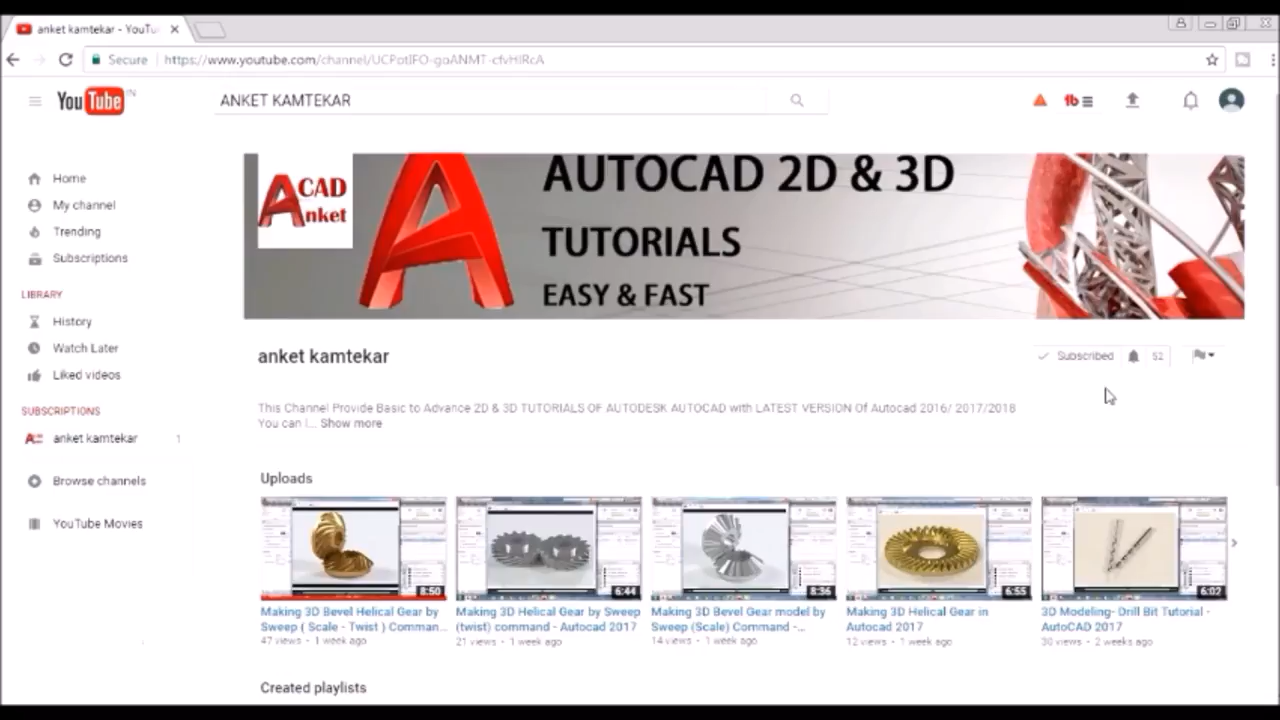 anket kamtekar - YouTu
Secure
https://www.youtube.com/channel/
YouTube IN
ANKET KAMTEKAR
Home
My channel
Trending
Subscriptions
LIBRARY
History
Watch Later
Liked videos
SUBSCRIPTIONS
anket kamtekar 1
Browse channels
YouTube Movies
ACAD
Anket
AUTOCAD 2D & 3D
TUTORIALS
EASY & FAST
anket kamtekar
Subscribed 52
This Channel Provide Basic to Advance 2D & 3D TUTORIALS OF AUTODESK AUTOCAD with LATEST VERSION Of Autocad 2016/ 2017/2018
You can l... Show more
Uploads
8:50
6:44
8:36
6:55
6:02
Making 3D Bevel Helical Gear by
Sweep ( Scale - Twist ) Comman...
47 views · 1 week ago
Making 3D Helical Gear by Sweep
(twist) command - Autocad 2017
21 views · 1 week ago
Making 3D Bevel Gear model by
Sweep (Scale) Command -...
14 views · 1 week ago
Making 3D Helical Gear in
Autocad 2017
12 views · 1 week ago
3D Modeling- Drill Bit Tutorial -
AutoCAD 2017
30 views · 2 weeks ago
Created playlists